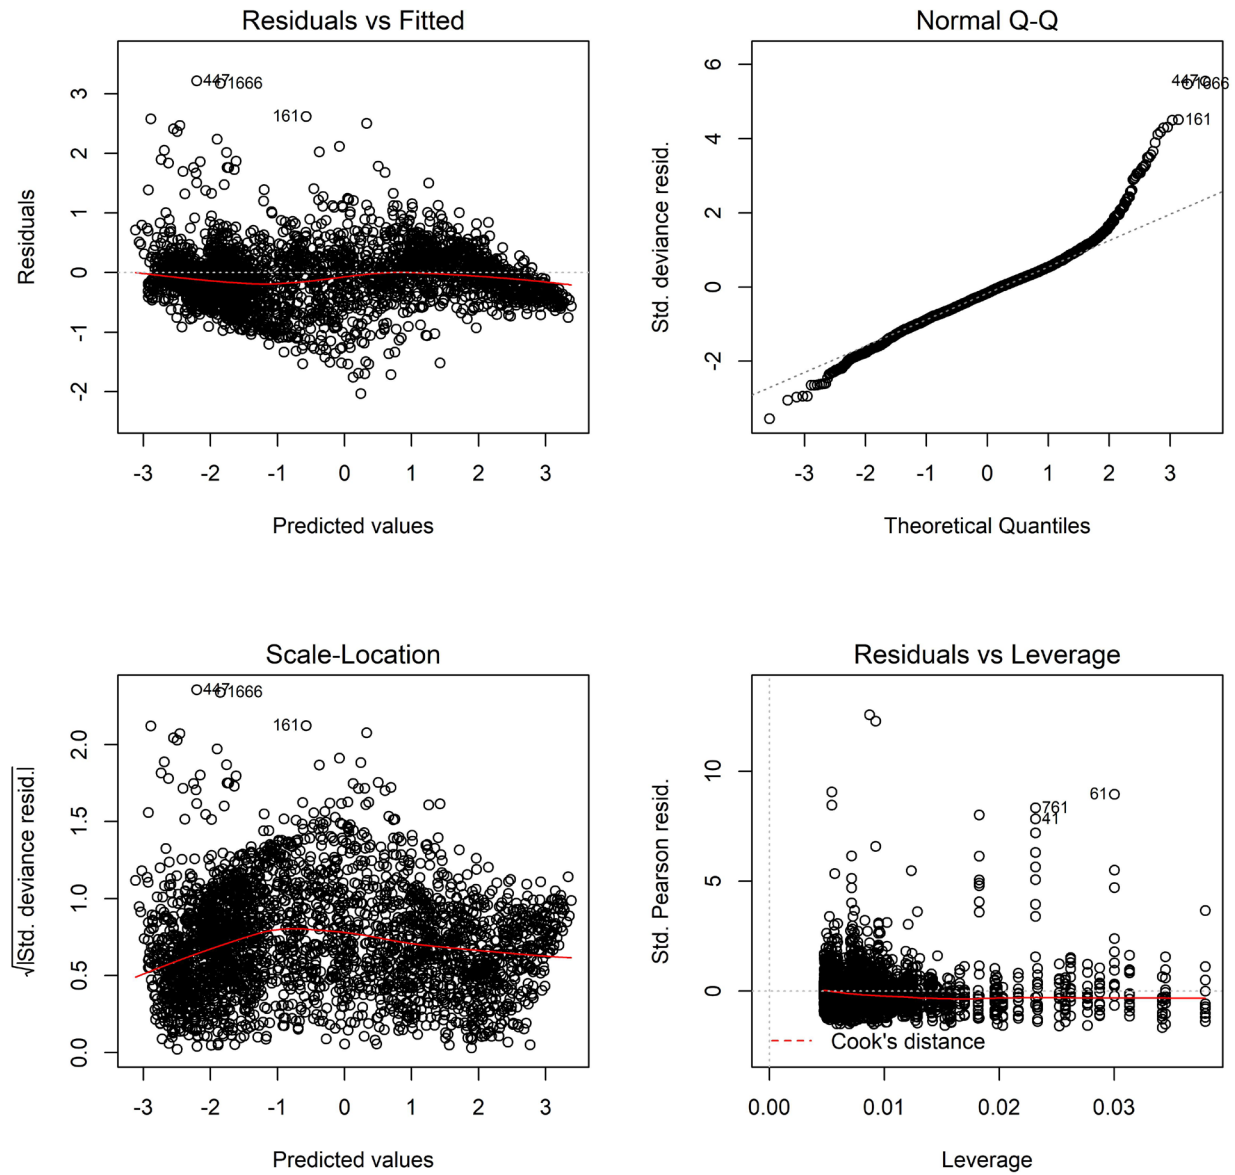 Residuals vs Fitted
Residuals
3
2
1
0
-1
-2
447
1666
161
-3 -2 -1 0 1 2 3
Predicted values
Normal Q-Q
Std. deviance resid.
6
4
2
0
-2
447
1666
161
-3 -2 -1 0 1 2 3
Theoretical Quantiles
Scale-Location
√|Std. deviance resid.|
2.0
1.5
1.0
0.5
0.0
447
1666
161
-3 -2 -1 0 1 2 3
Predicted values
Residuals vs Leverage
Std. Pearson resid.
10
5
0
61
761
41
Cook's distance
0.00 0.01 0.02 0.03
Leverage